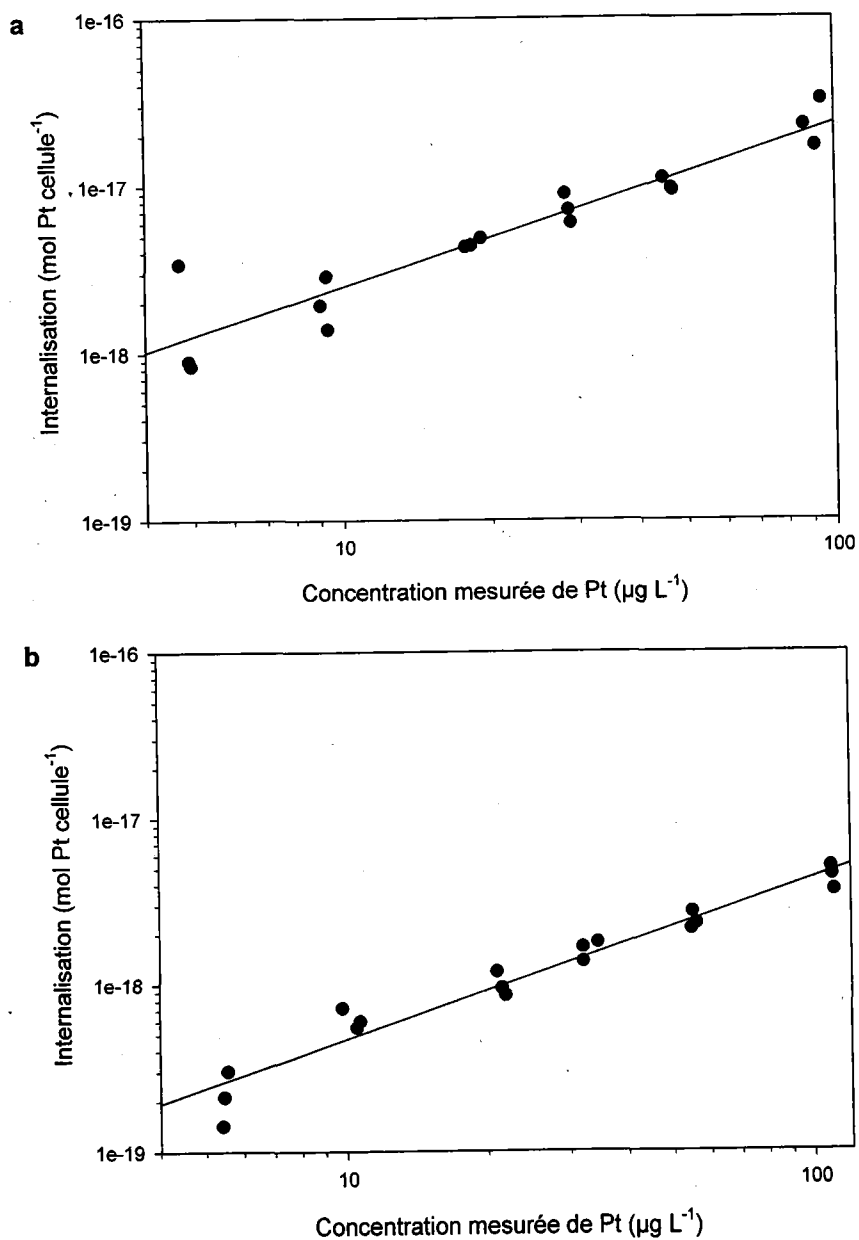 a
1e-16
1e-17
1e-18
1e-19
Internalisation (mol Pt cellule⁻¹)
10
100
Concentration mesurée de Pt (µg L⁻¹)
b
1e-16
1e-17
1e-18
1e-19
Internalisation (mol Pt cellule⁻¹)
10
100
Concentration mesurée de Pt (µg L⁻¹)